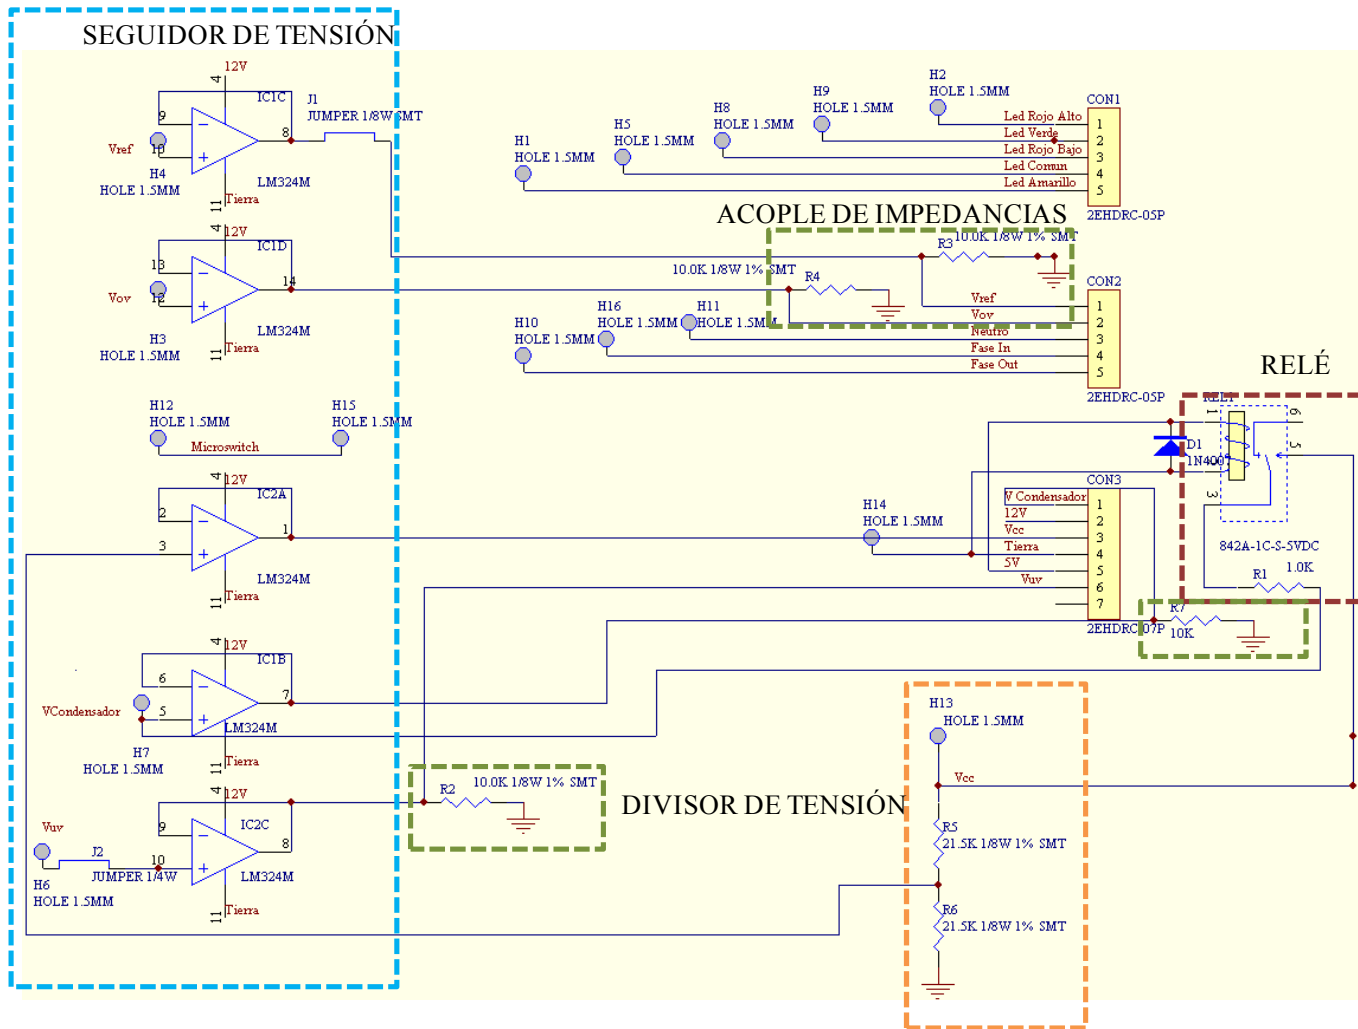 SEGUIDOR DE TENSIÓN
12V
4
IC1C
9
8
10
Vref
H4
HOLE 1.5MM
LM324M
Tierra
11
J1
JUMPER 1/8W SMT
H2
HOLE 1.5MM
H9
HOLE 1.5MM
H8
HOLE 1.5MM
H5
HOLE 1.5MM
H1
HOLE 1.5MM
CON1
Led Rojo Alto
1
Led Verde
2
Led Rojo Bajo
3
Led Comun
4
Led Amarillo
5
2EHDRC-05P
ACOPLE DE IMPEDANCIAS
4
12V
IC1D
13
14
12
Vov
H3
HOLE 1.5MM
LM324M
Tierra
11
10.0K 1/8W 1% SMT
R3
10.0K 1/8W 1% SMT
R4
CON2
Vref
1
Vov
2
Neutro
3
Fase In
4
Fase Out
5
2EHDRC-05P
H11
HOLE 1.5MM
H16
HOLE 1.5MM
H10
HOLE 1.5MM
RELÉ
H12
HOLE 1.5MM
H15
HOLE 1.5MM
Microswitch
REL1
1
6
5
3
D1
1N4007
842A-1C-S-5VDC
R1
1.0K
4
12V
IC2A
2
1
3
LM324M
Tierra
11
H14
HOLE 1.5MM
CON3
V Condensador
1
12V
2
Vcc
3
Tierra
4
5V
5
Vuv
6
7
2EHDRC-07P
R7
10K
4
12V
IC1B
6
7
5
VCondensador
LM324M
H7
HOLE 1.5MM
Tierra
11
4
12V
IC2C
9
8
10
Vuv
J2
JUMPER 1/4W
H6
HOLE 1.5MM
LM324M
Tierra
11
10.0K 1/8W 1% SMT
R2
DIVISOR DE TENSIÓN
H13
HOLE 1.5MM
Vcc
R5
21.5K 1/8W 1% SMT
R6
21.5K 1/8W 1% SMT